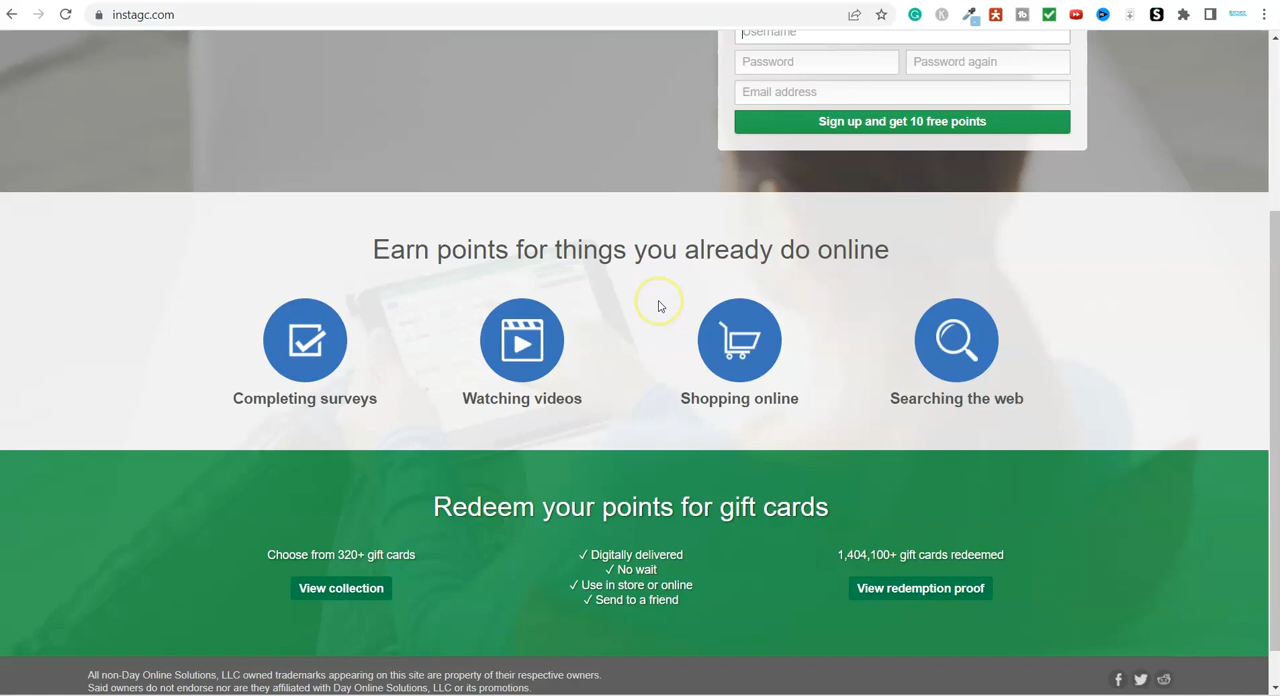 instagc.com
Username
Password
Password again
Email address
Sign up and get 10 free points
Earn points for things you already do online
Completing surveys
Watching videos
Shopping online
Searching the web
Redeem your points for gift cards
Choose from 320+ gift cards
View collection
✓ Digitally delivered
✓ No wait
✓ Use in store or online
✓ Send to a friend
1,404,100+ gift cards redeemed
View redemption proof
All non-Day Online Solutions, LLC owned trademarks appearing on this site are property of their respective owners.
Said owners do not endorse nor are they affiliated with Day Online Solutions, LLC or its promotions.